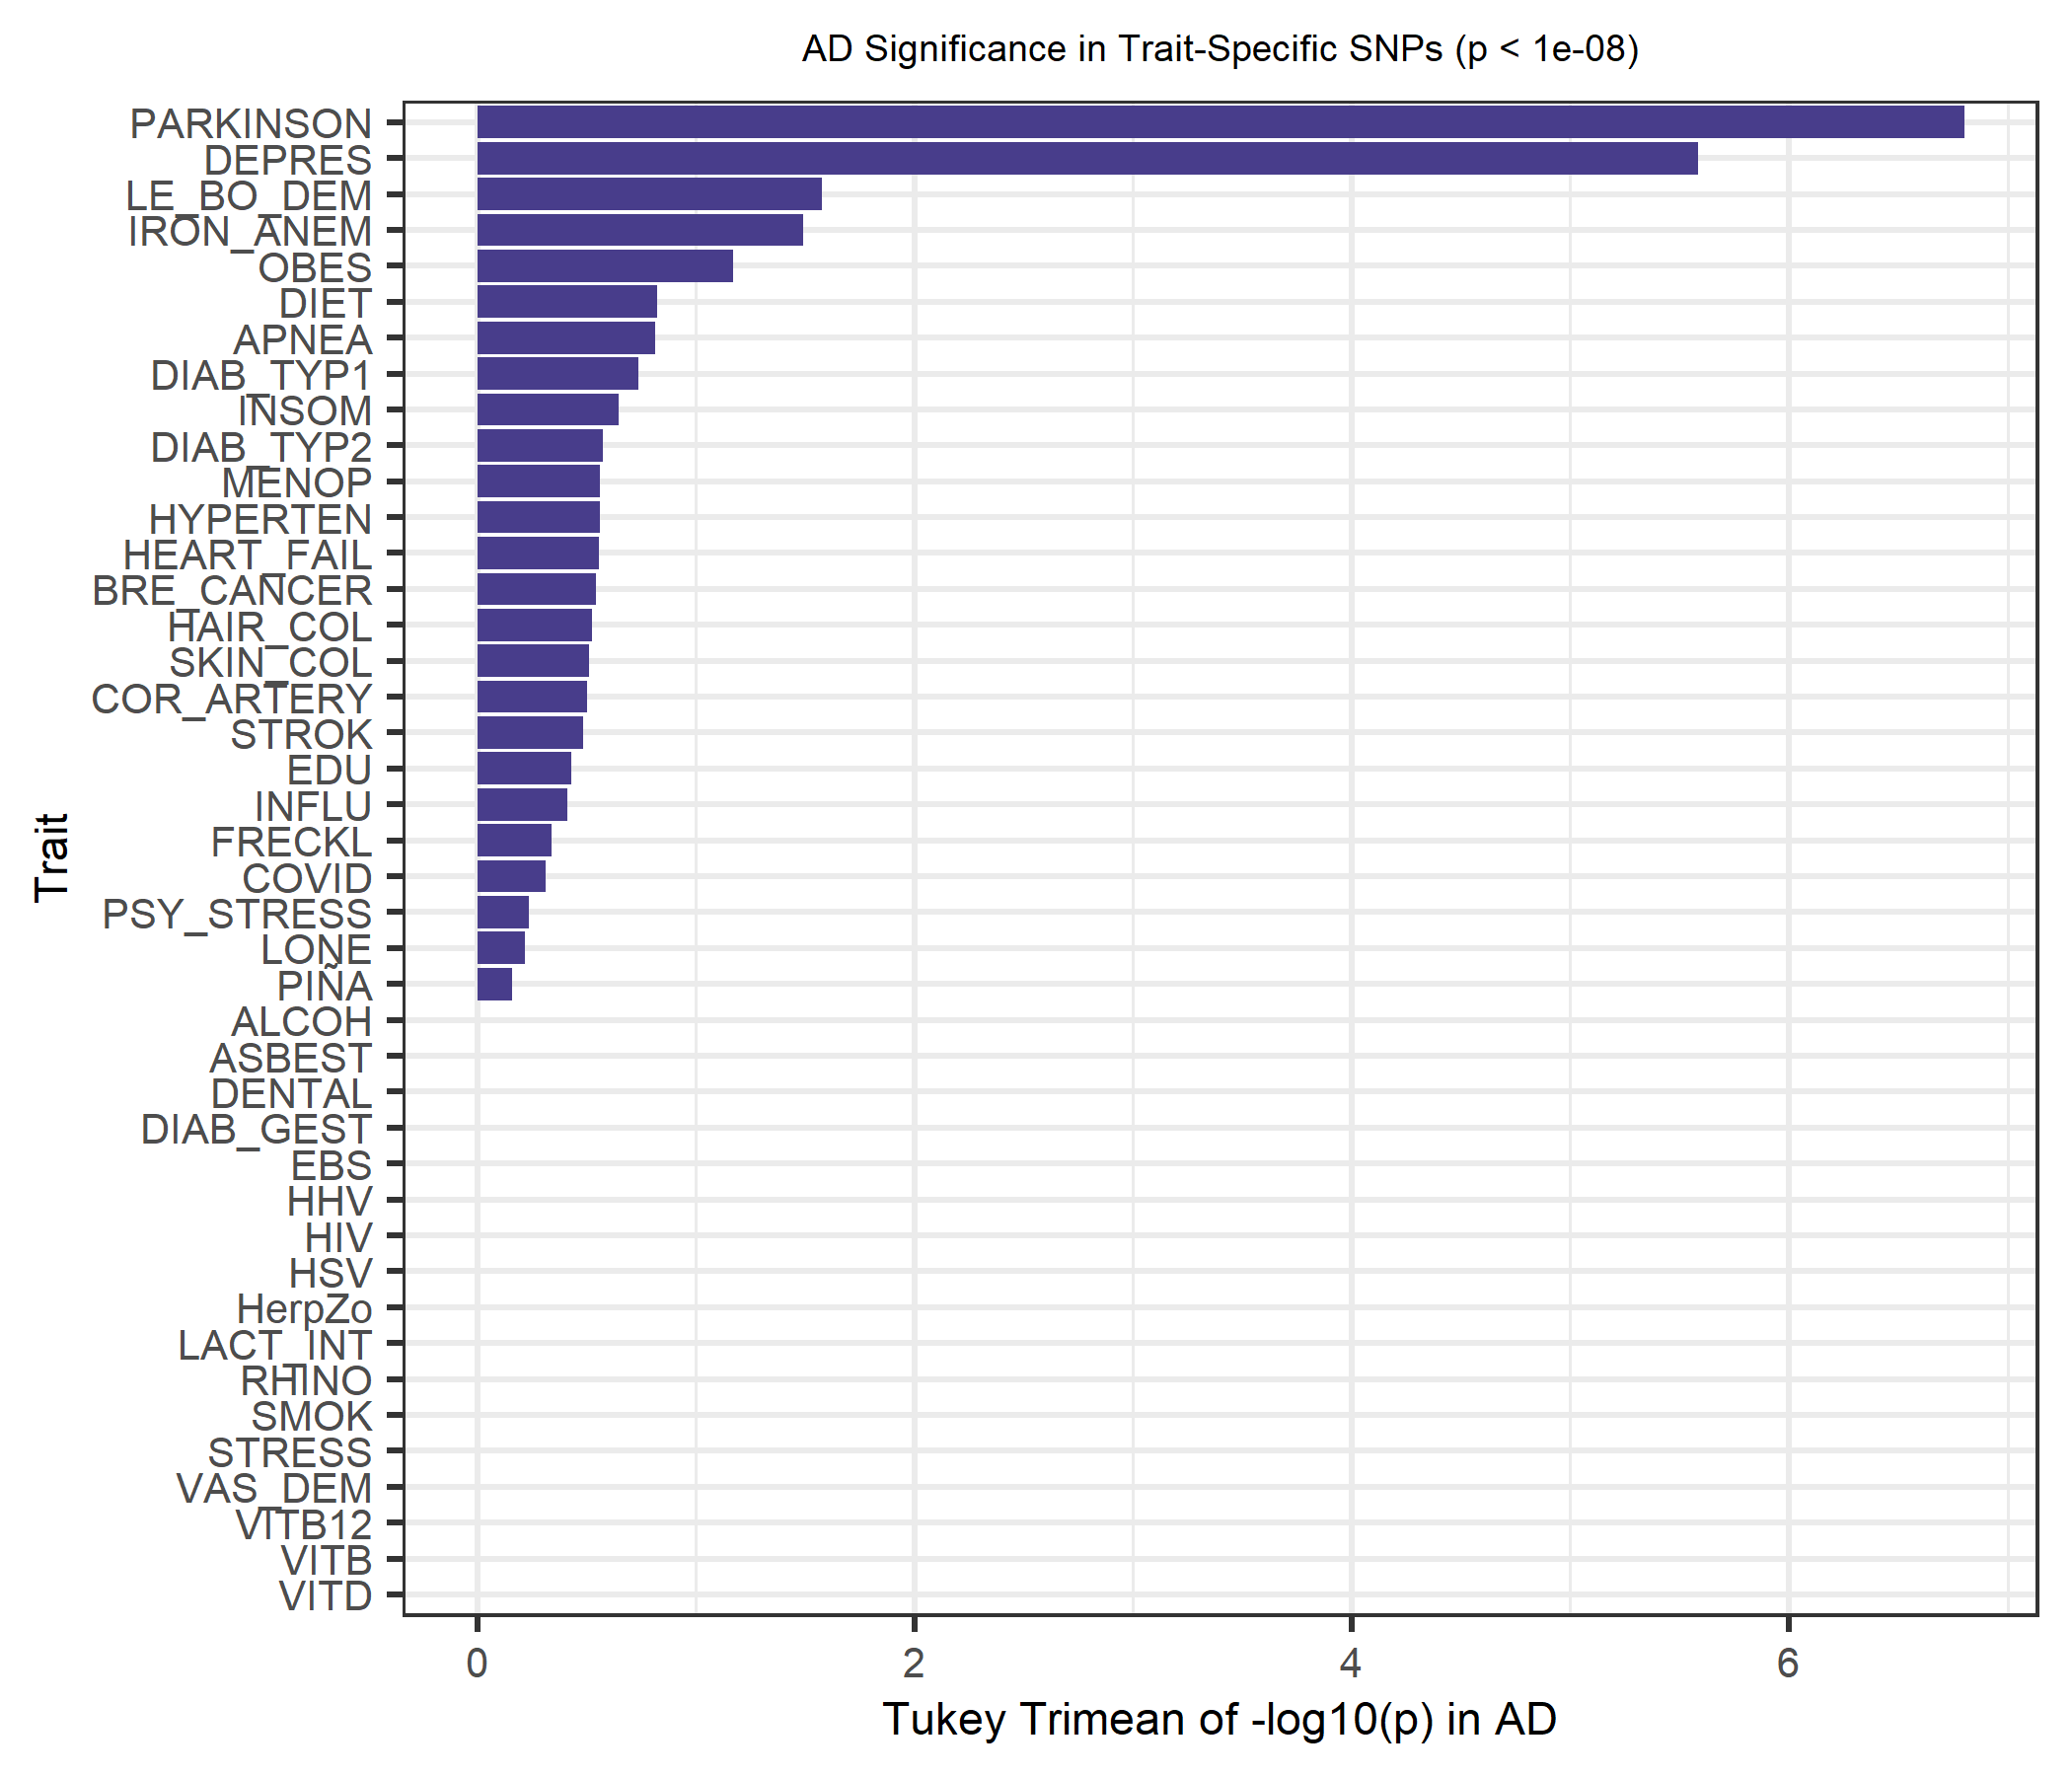 AD Significance in Trait-Specific SNPs (p < 1e-08)
PARKINSON
DEPRES
LE_BO_DEM
IRON_ANEM
OBES
DIET
APNEA
DIAB_TYP1
INSOM
DIAB_TYP2
MENOP
HYPERTEN
HEART_FAIL
BRE_CANCER
HAIR_COL
SKIN_COL
COR_ARTERY
STROK
EDU
INFLU
FRECKL
COVID
PSY_STRESS
LONE
PIÑA
ALCOH
ASBEST
DENTAL
DIAB_GEST
EBS
HHV
HIV
HSV
HerpZo
LACT_INT
RHINO
SMOK
STRESS
VAS_DEM
VITB12
VITB
VITD
Trait
0 2 4 6
Tukey Trimean of -log10(p) in AD